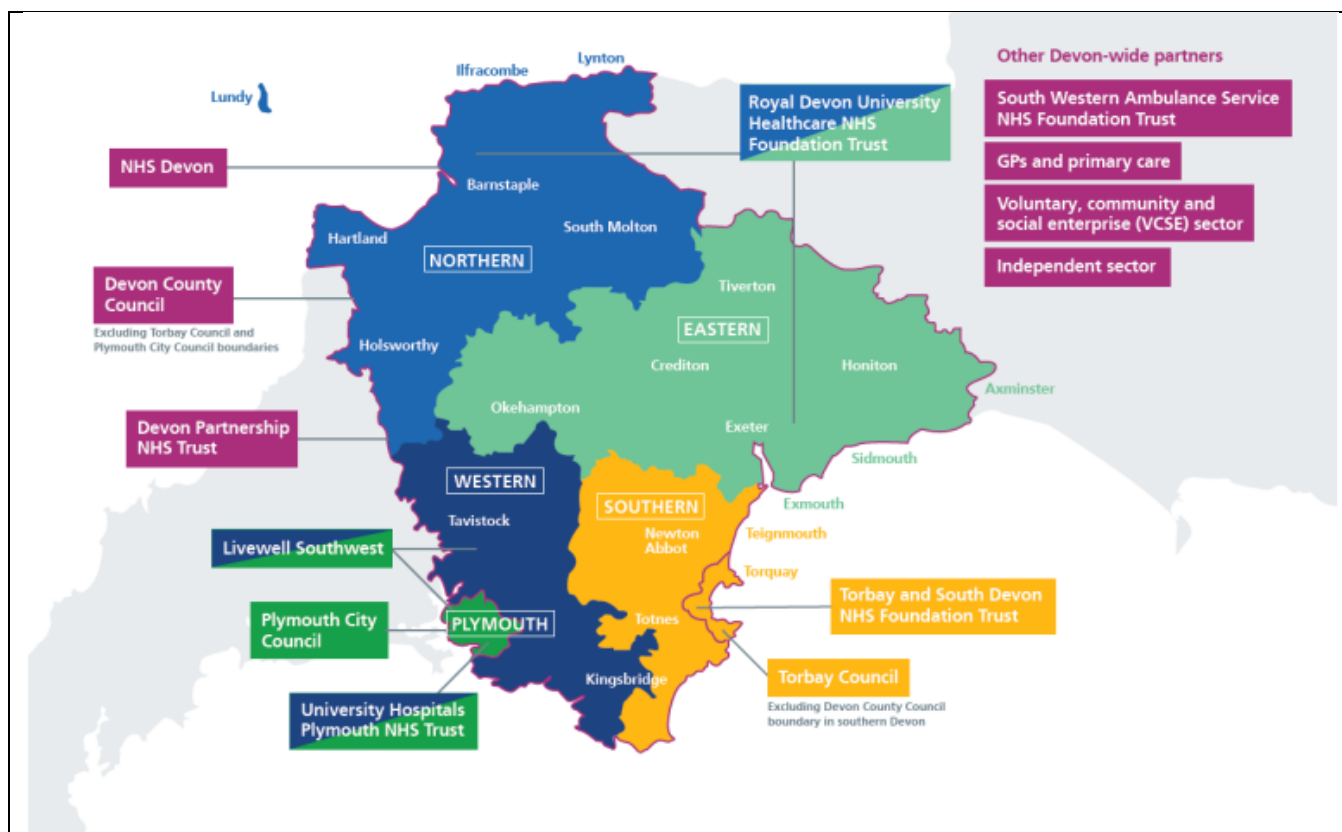 Lynton
Ilfracombe
Lundy
Other Devon-wide partners
South Western Ambulance Service
NHS Foundation Trust
GPs and primary care
Voluntary, community and
social enterprise (VCSE) sector
Independent sector
Royal Devon University
Healthcare NHS
Foundation Trust
NHS Devon
Barnstaple
South Molton
Hartland
NORTHERN
Devon County
Council
Excluding Torbay Council and
Plymouth City Council boundaries
Holsworthy
Tiverton
EASTERN
Crediton
Honiton
Axminster
Okehampton
Exeter
Devon Partnership
NHS Trust
Sidmouth
Exmouth
WESTERN
Tavistock
SOUTHERN
Newton
Abbot
Teignmouth
Torquay
Livewell Southwest
Plymouth City
Council
PLYMOUTH
Totnes
Torbay and South Devon
NHS Foundation Trust
Kingsbridge
Torbay Council
Excluding Devon County Council
boundary in southern Devon
University Hospitals
Plymouth NHS Trust